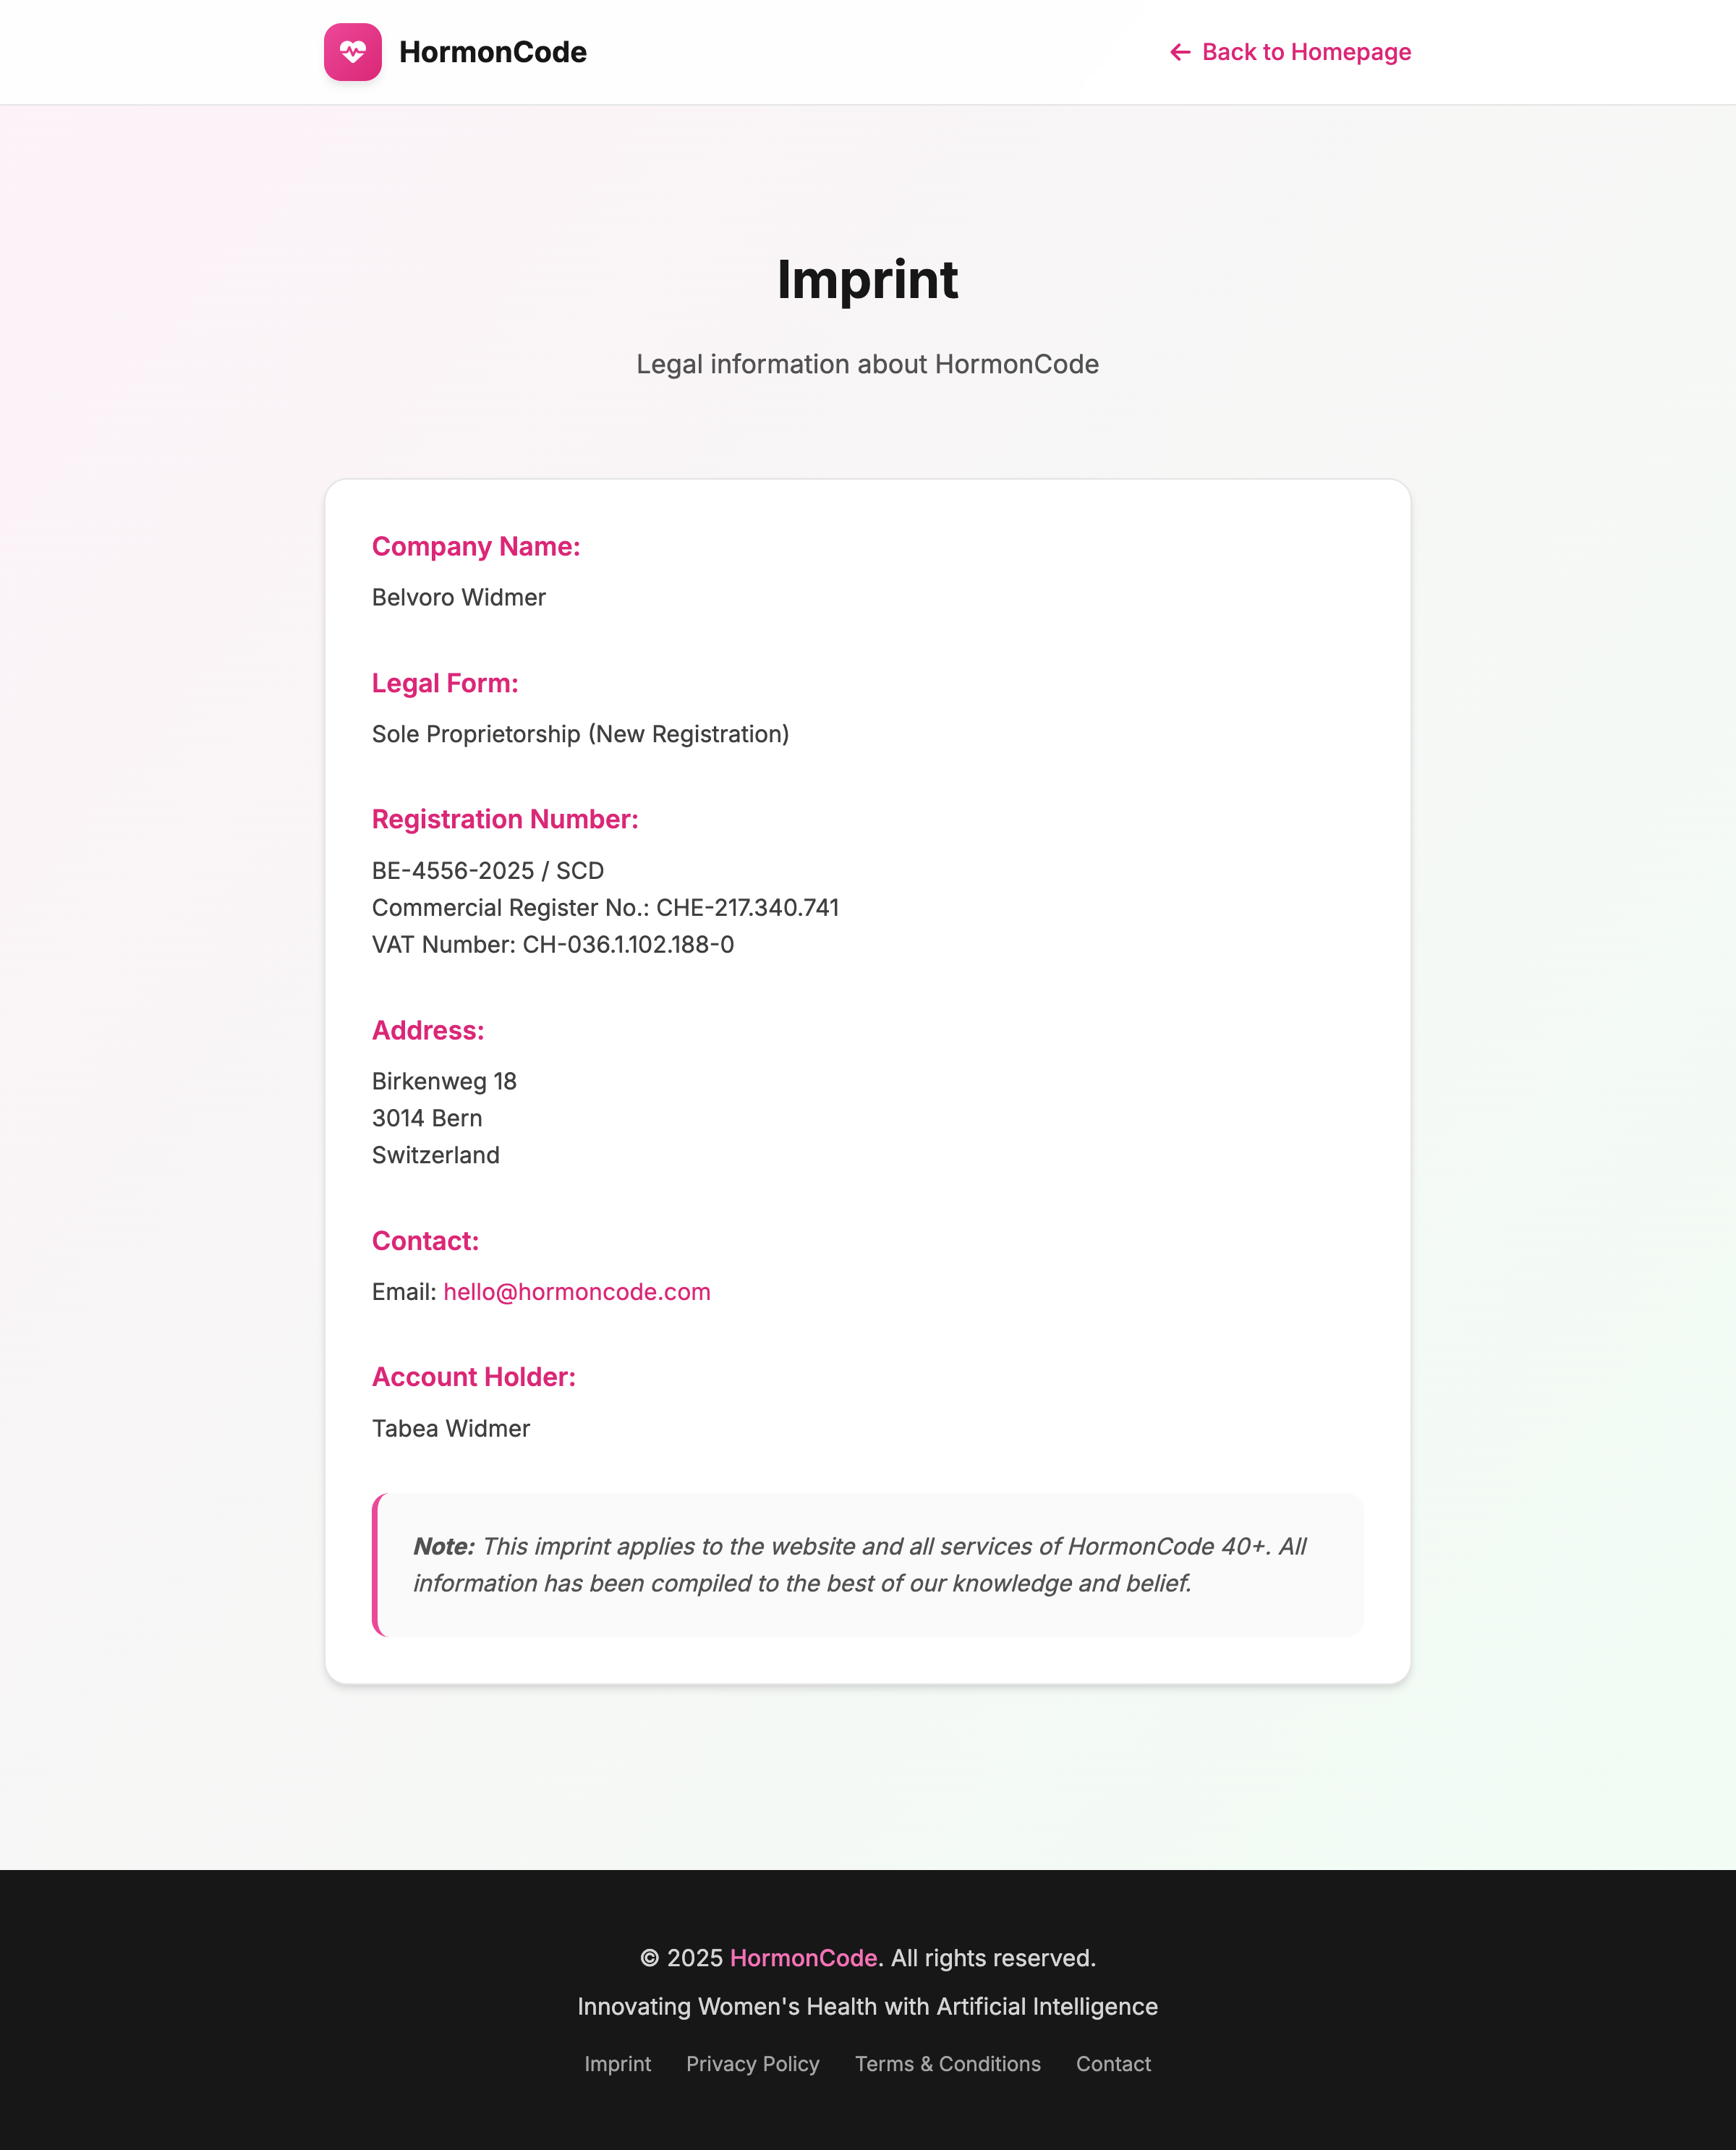 HormonCode
← Back to Homepage
Imprint
Legal information about HormonCode
Company Name:
Belvoro Widmer
Legal Form:
Sole Proprietorship (New Registration)
Registration Number:
BE-4556-2025 / SCD
Commercial Register No.: CHE-217.340.741
VAT Number: CH-036.1.102.188-0
Address:
Birkenweg 18
3014 Bern
Switzerland
Contact:
Email: hello@hormoncode.com
Account Holder:
Tabea Widmer
Note: This imprint applies to the website and all services of HormonCode 40+. All
information has been compiled to the best of our knowledge and belief.
© 2025 HormonCode. All rights reserved.
Innovating Women's Health with Artificial Intelligence
Imprint Privacy Policy Terms & Conditions Contact